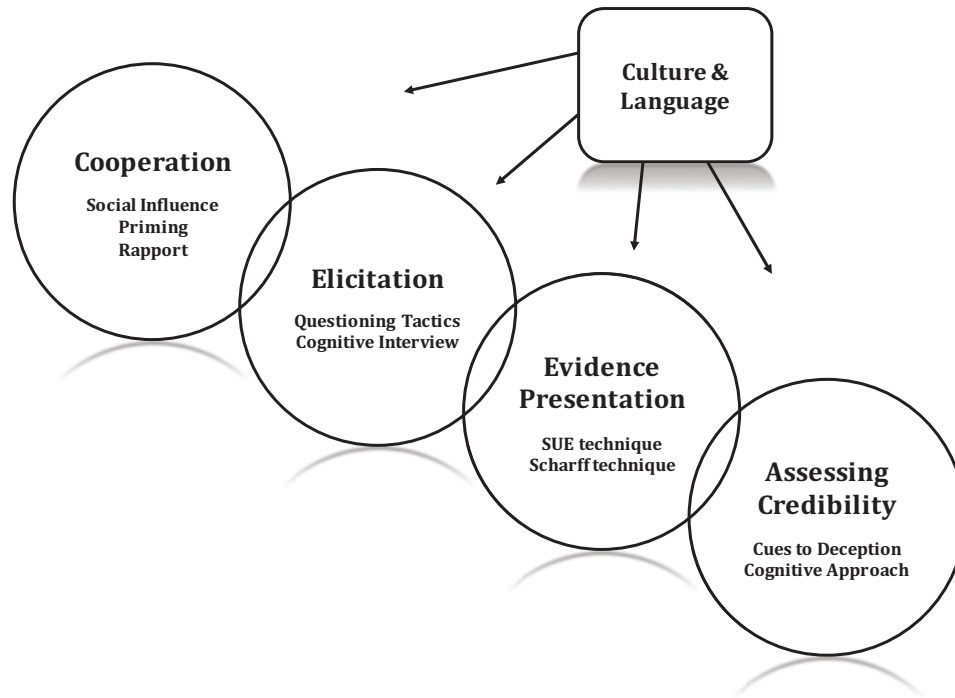 Culture &
Language
Cooperation
Social Influence
Priming
Rapport
Elicitation
Questioning Tactics
Cognitive Interview
Evidence
Presentation
SUE technique
Scharff technique
Assessing
Credibility
Cues to Deception
Cognitive Approach